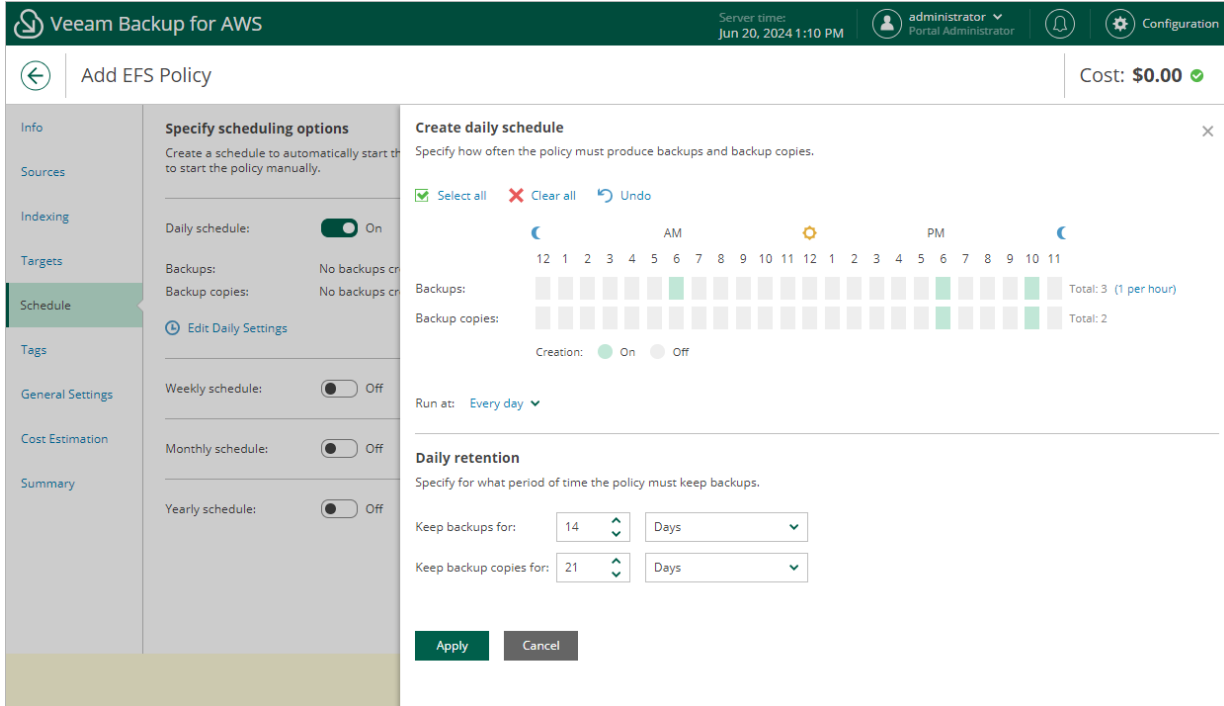 Veeam Backup for AWS
Server time:
Jun 20, 2024 1:10 PM
administrator
Portal Administrator
Configuration
Add EFS Policy
Cost: $0.00
Info
Sources
Indexing
Targets
Schedule
Tags
General Settings
Cost Estimation
Summary
Specify scheduling options
Create a schedule to automatically start th
to start the policy manually.
Daily schedule: On
Backups: No backups cr
Backup copies: No backups cr
Edit Daily Settings
Weekly schedule: Off
Monthly schedule: Off
Yearly schedule: Off
Create daily schedule
Specify how often the policy must produce backups and backup copies.
Select all Clear all Undo
AM PM
12 1 2 3 4 5 6 7 8 9 10 11 12 1 2 3 4 5 6 7 8 9 10 11
Backups: Total: 3 (1 per hour)
Backup copies: Total: 2
Creation: On Off
Run at: Every day
Daily retention
Specify for what period of time the policy must keep backups.
Keep backups for: 14 Days
Keep backup copies for: 21 Days
Apply Cancel